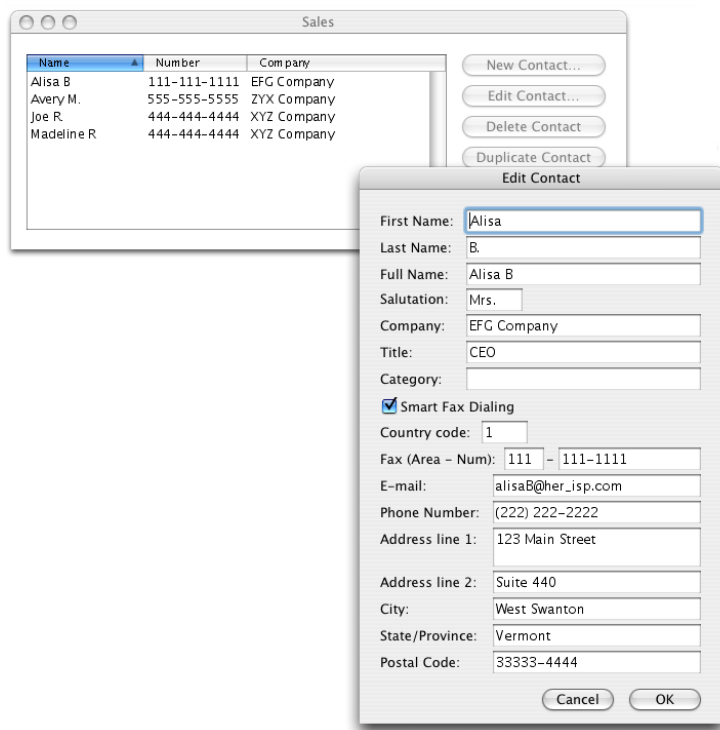 Sales
Name Number Company
Alisa B 111-111-1111 EFG Company
Avery M. 555-555-5555 ZYX Company
Joe R 444-444-4444 XYZ Company
Madeline R 444-444-4444 XYZ Company
New Contact...
Edit Contact...
Delete Contact
Duplicate Contact
Edit Contact
First Name: Alisa
Last Name: B.
Full Name: Alisa B
Salutation: Mrs.
Company: EFG Company
Title: CEO
Category:
Smart Fax Dialing
Country code: 1
Fax (Area - Num): 111 - 111-1111
E-mail: alisaB@her_isp.com
Phone Number: (222) 222-2222
Address line 1: 123 Main Street
Address line 2: Suite 440
City: West Swanton
State/Province: Vermont
Postal Code: 33333-4444
Cancel OK